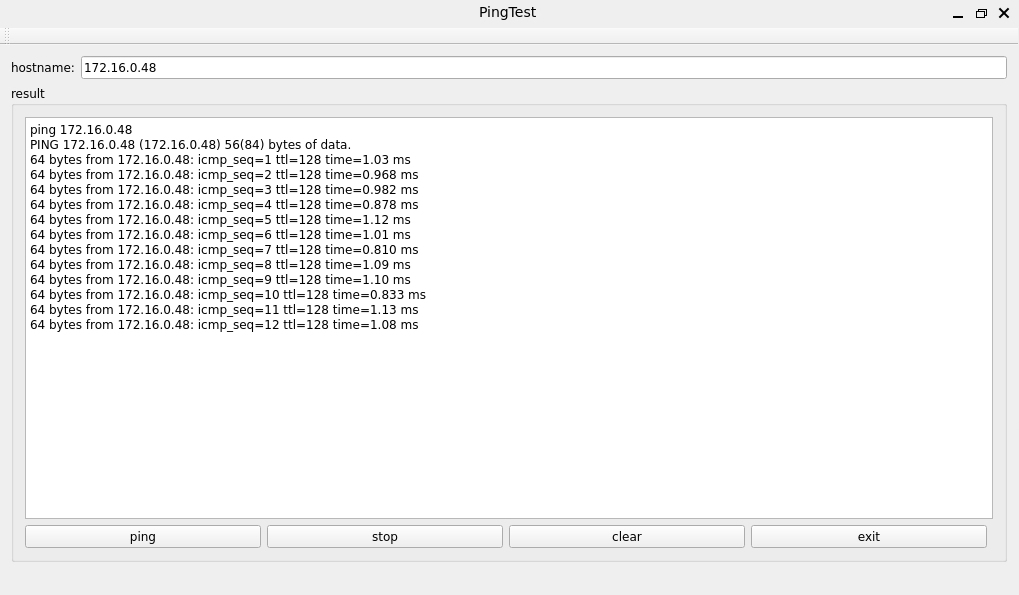 PingTest
hostname: 172.16.0.48
result
ping 172.16.0.48
PING 172.16.0.48 (172.16.0.48) 56(84) bytes of data.
64 bytes from 172.16.0.48: icmp_seq=1 ttl=128 time=1.03 ms
64 bytes from 172.16.0.48: icmp_seq=2 ttl=128 time=0.968 ms
64 bytes from 172.16.0.48: icmp_seq=3 ttl=128 time=0.982 ms
64 bytes from 172.16.0.48: icmp_seq=4 ttl=128 time=0.878 ms
64 bytes from 172.16.0.48: icmp_seq=5 ttl=128 time=1.12 ms
64 bytes from 172.16.0.48: icmp_seq=6 ttl=128 time=1.01 ms
64 bytes from 172.16.0.48: icmp_seq=7 ttl=128 time=0.810 ms
64 bytes from 172.16.0.48: icmp_seq=8 ttl=128 time=1.09 ms
64 bytes from 172.16.0.48: icmp_seq=9 ttl=128 time=1.10 ms
64 bytes from 172.16.0.48: icmp_seq=10 ttl=128 time=0.833 ms
64 bytes from 172.16.0.48: icmp_seq=11 ttl=128 time=1.13 ms
64 bytes from 172.16.0.48: icmp_seq=12 ttl=128 time=1.08 ms
ping stop clear exit